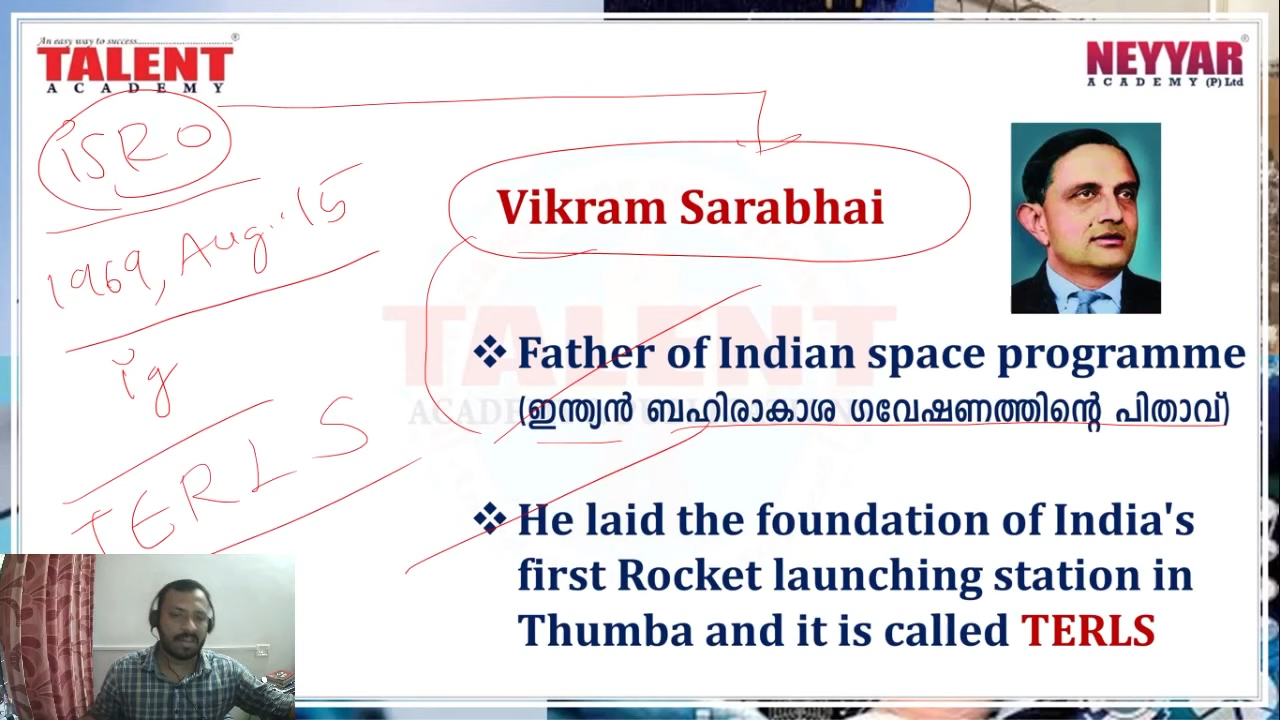 An easy way to success
TALENT
ACADEMY
NEYYAR
ACADEMY (P) Ltd
ISRO
1969, Aug. 15
ig
TERLS
Vikram Sarabhai
❖ Father of Indian space programme
(ഇന്ത്യൻ ബഹിരാകാശ ഗവേഷണത്തിന്റെ പിതാവ്)
❖ He laid the foundation of India's
first Rocket launching station in
Thumba and it is called TERLS